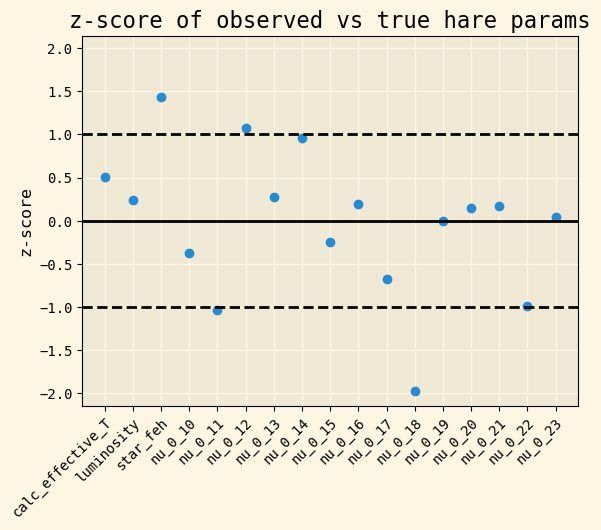 z-score of observed vs true hare params
z-score
2.0
1.5
1.0
0.5
0.0
−0.5
−1.0
−1.5
−2.0
calc_effective_T
luminosity
star_feh
nu_0_10
nu_0_11
nu_0_12
nu_0_13
nu_0_14
nu_0_15
nu_0_16
nu_0_17
nu_0_18
nu_0_19
nu_0_20
nu_0_21
nu_0_22
nu_0_23